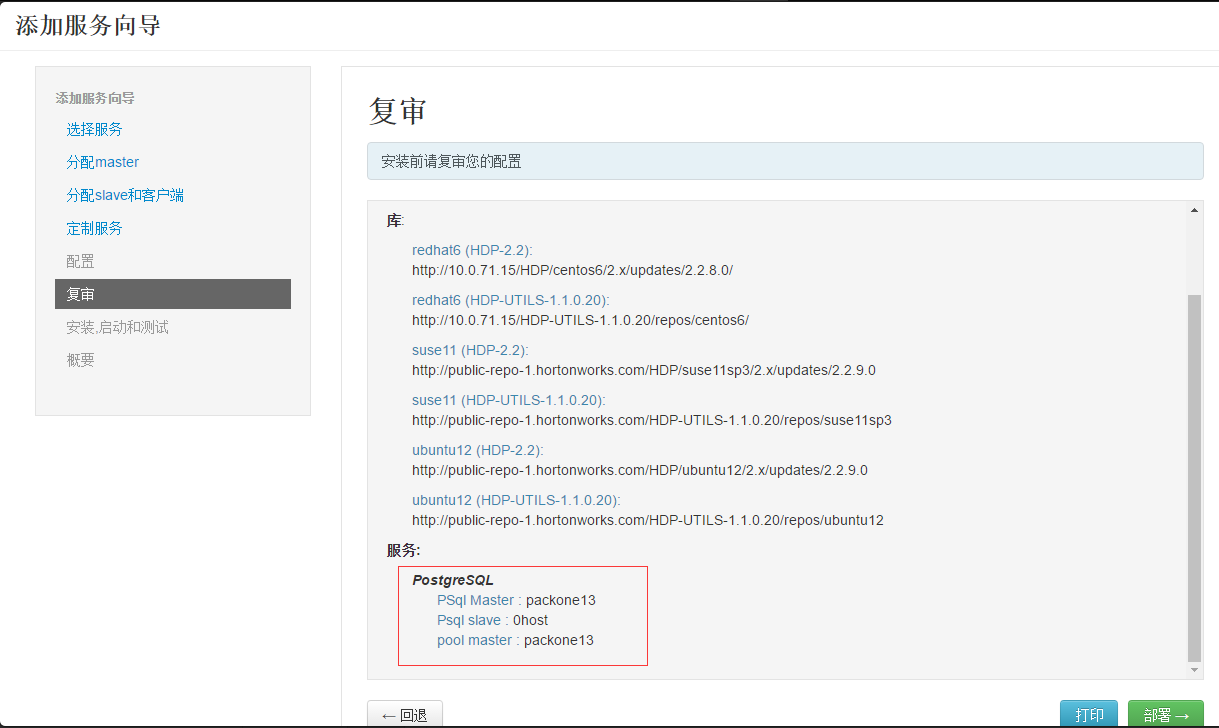 添加服务向导
添加服务向导
选择服务
分配master
分配slave和客户端
定制服务
配置
复审
安装,启动和测试
概要
复审
安装前请复审您的配置
库:
redhat6 (HDP-2.2):
http://10.0.71.15/HDP/centos6/2.x/updates/2.2.8.0/
redhat6 (HDP-UTILS-1.1.0.20):
http://10.0.71.15/HDP-UTILS-1.1.0.20/repos/centos6/
suse11 (HDP-2.2):
http://public-repo-1.hortonworks.com/HDP/suse11sp3/2.x/updates/2.2.9.0
suse11 (HDP-UTILS-1.1.0.20):
http://public-repo-1.hortonworks.com/HDP-UTILS-1.1.0.20/repos/suse11sp3
ubuntu12 (HDP-2.2):
http://public-repo-1.hortonworks.com/HDP/ubuntu12/2.x/updates/2.2.9.0
ubuntu12 (HDP-UTILS-1.1.0.20):
http://public-repo-1.hortonworks.com/HDP-UTILS-1.1.0.20/repos/ubuntu12
服务:
PostgreSQL
PSql Master : packone13
Psql slave : 0host
pool master : packone13
← 回退
打印
部署 →